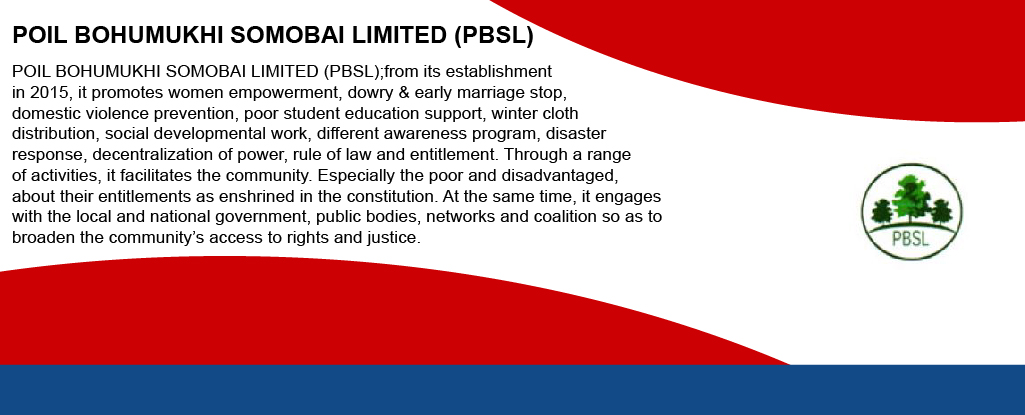 POIL BOHUMUKHI SOMOBAI LIMITED (PBSL)
POIL BOHUMUKHI SOMOBAI LIMITED (PBSL);from its establishment
in 2015, it promotes women empowerment, dowry & early marriage stop,
domestic violence prevention, poor student education support, winter cloth
distribution, social developmental work, different awareness program, disaster
response, decentralization of power, rule of law and entitlement. Through a range
of activities, it facilitates the community. Especially the poor and disadvantaged,
about their entitlements as enshrined in the constitution. At the same time, it engages
with the local and national government, public bodies, networks and coalition so as to
broaden the community’s access to rights and justice.
PBSL